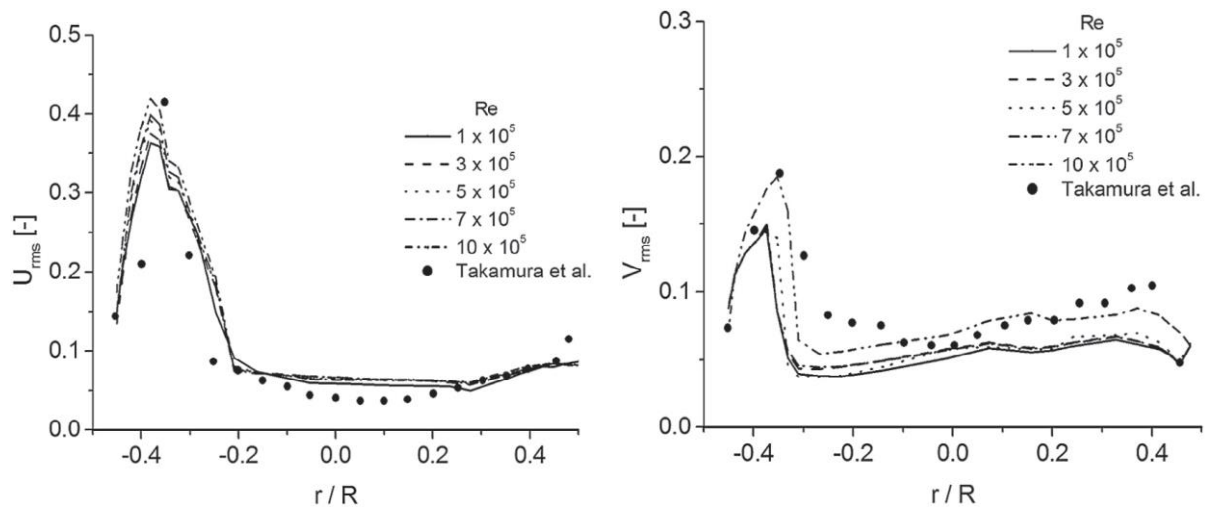 0.5
0.4
0.3
0.2
0.1
0.0
U_rms [-]
-0.4 -0.2 0.0 0.2 0.4
r / R
Re
1 x 10^5
3 x 10^5
5 x 10^5
7 x 10^5
10 x 10^5
Takamura et al.
0.3
0.2
0.1
0.0
V_rms [-]
-0.4 -0.2 0.0 0.2 0.4
r / R
Re
1 x 10^5
3 x 10^5
5 x 10^5
7 x 10^5
10 x 10^5
Takamura et al.